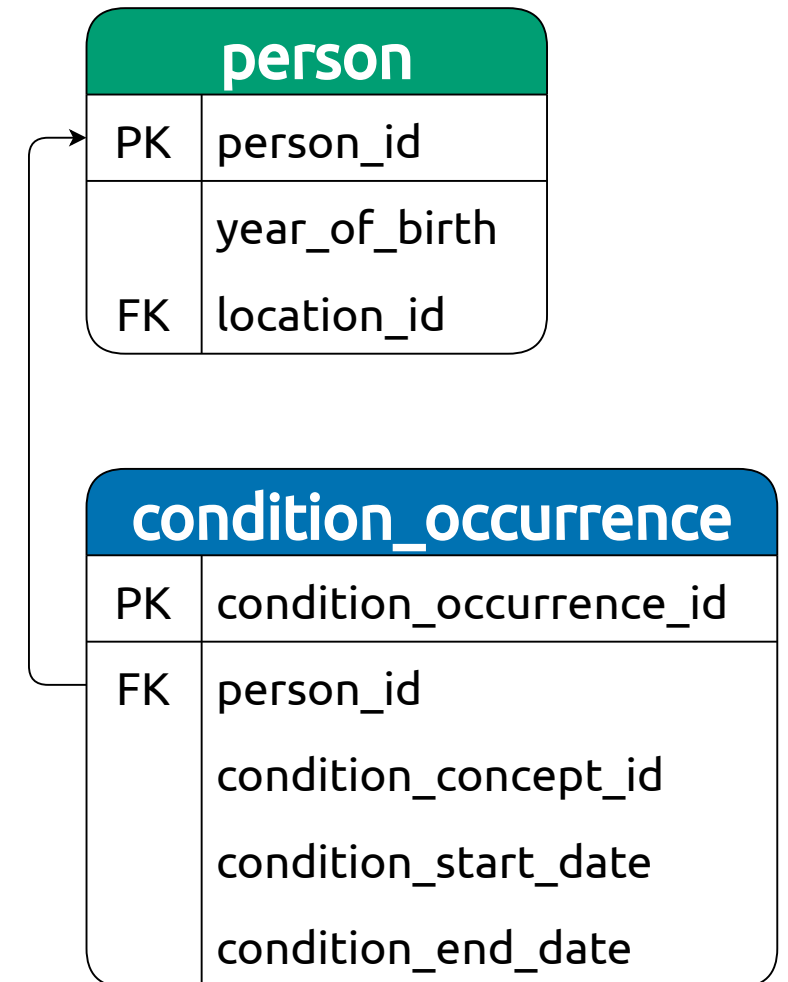 person
PK person_id
year_of_birth
FK location_id
condition_occurrence
PK condition_occurrence_id
FK person_id
condition_concept_id
condition_start_date
condition_end_date